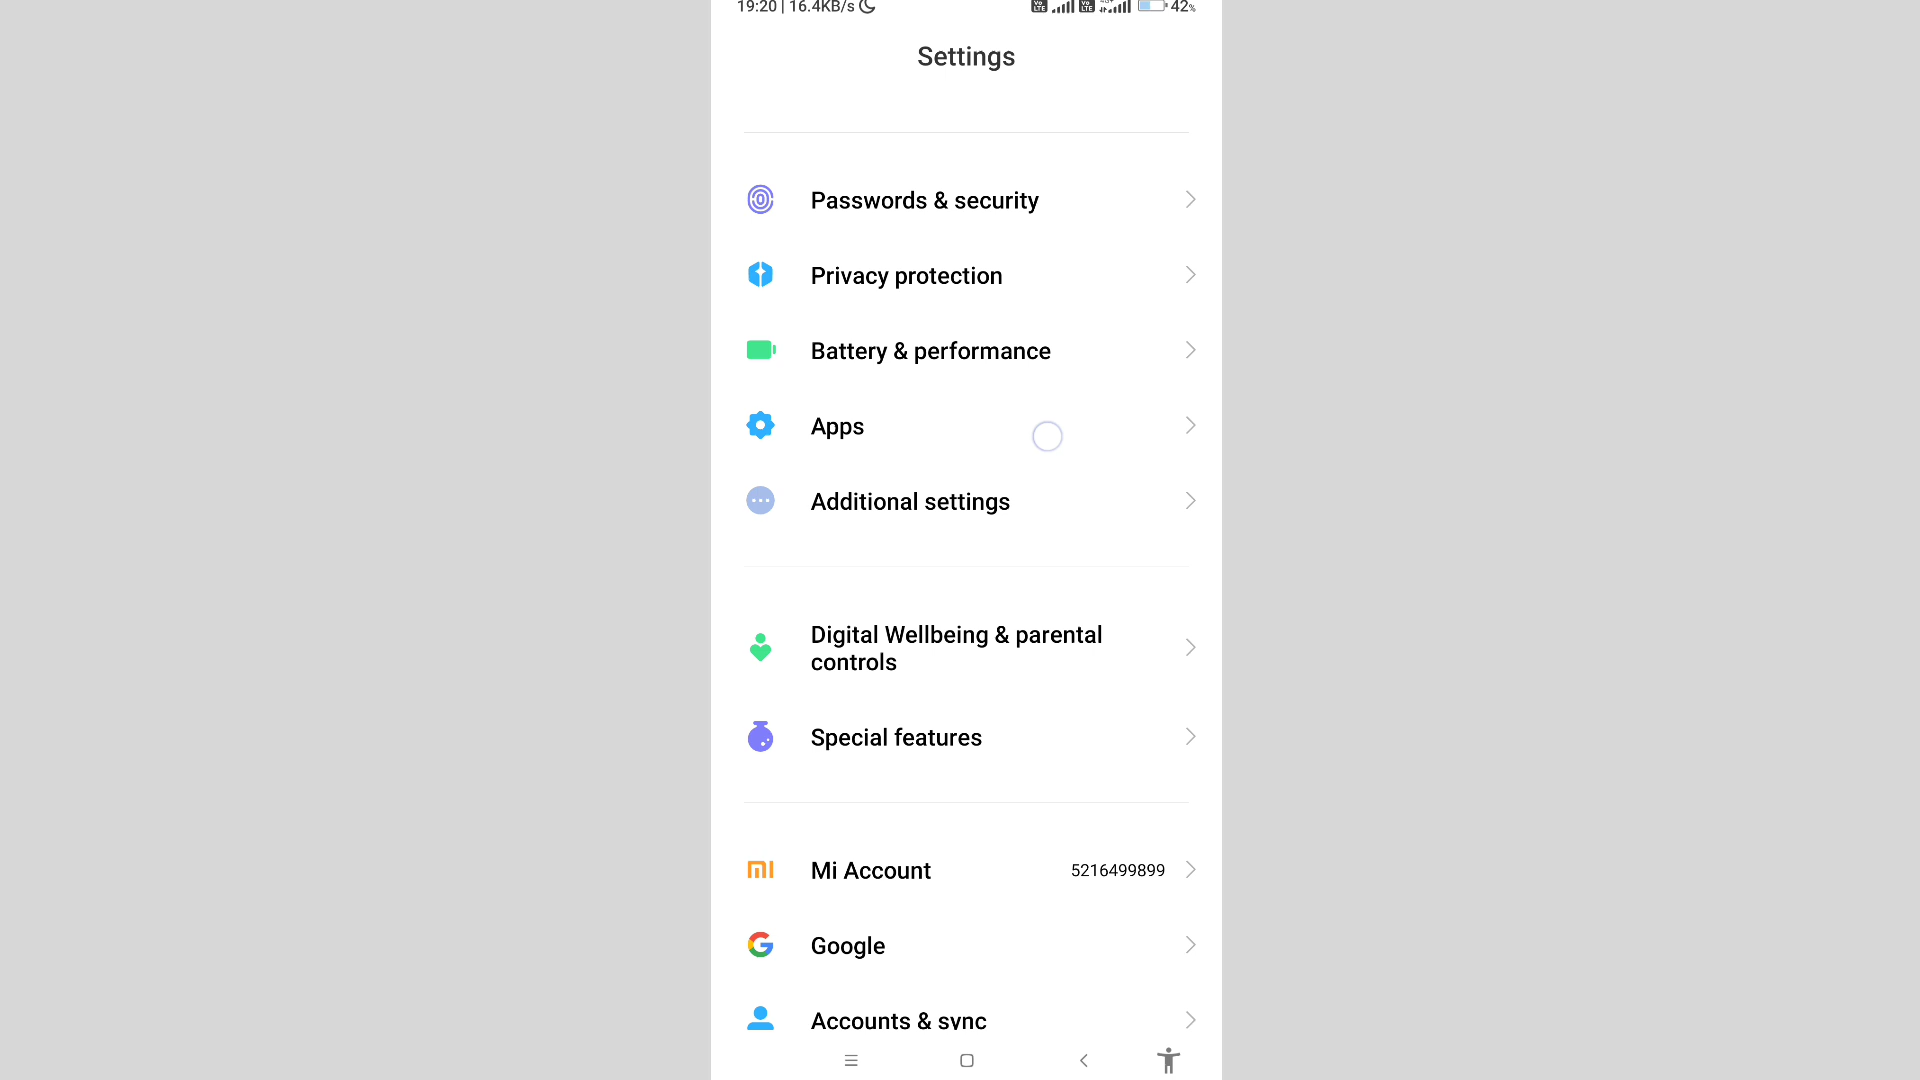 19:20 | 16.4KB/s 42%
Settings
Passwords & security
Privacy protection
Battery & performance
Apps
Additional settings
Digital Wellbeing & parental
controls
Special features
Mi Account 5216499899
Google
Accounts & sync